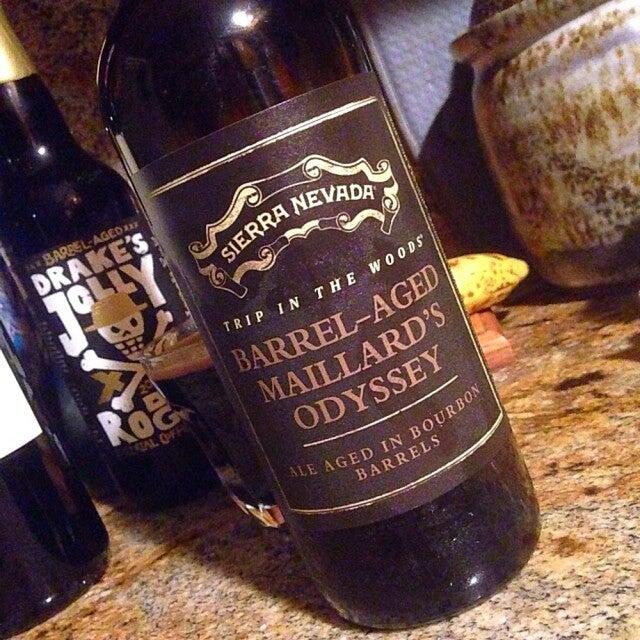 SIERRA NEVADA
TRIP IN THE WOODS
BARREL-AGED
MAILLARD'S
ODYSSEY
ALE AGED IN BOURBON
BARRELS
BARREL-AGED
DRAKE'S
JOLLY
ROG